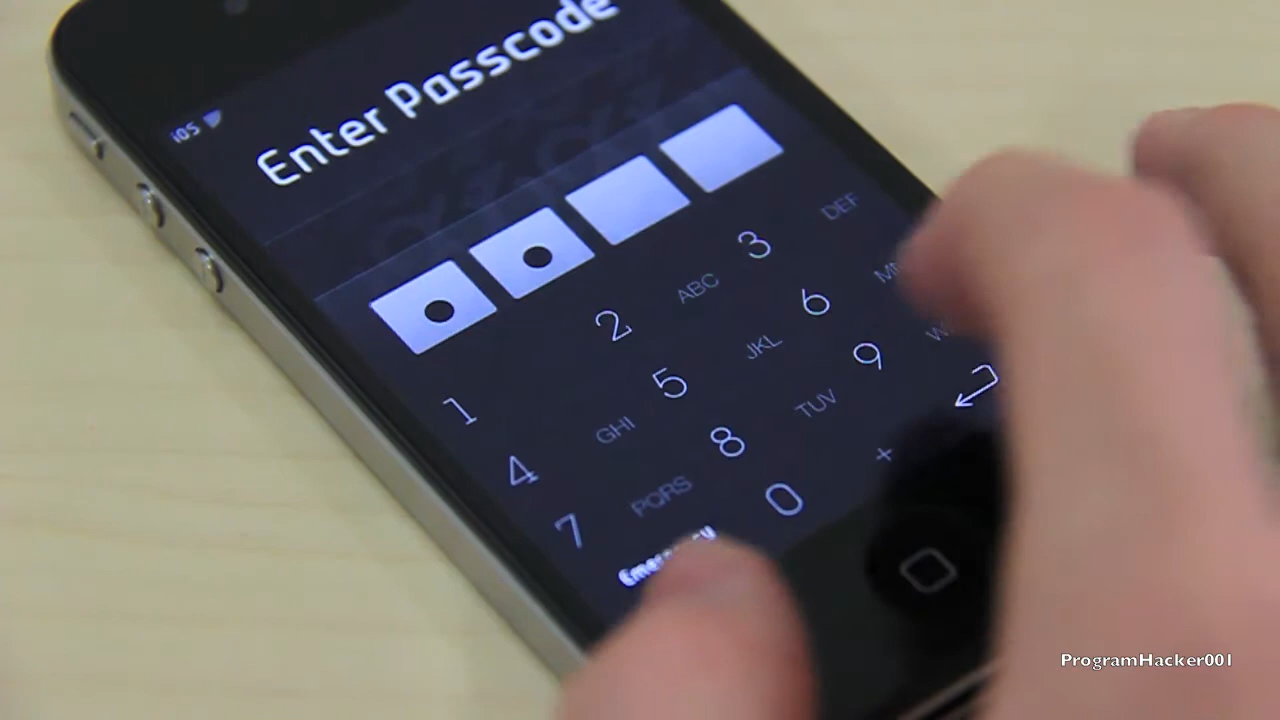 iOS
Enter Passcode
1
2 ABC
3 DEF
4 GHI
5 JKL
6
7 PQRS
8 TUV
9
Emergency
0 +
ProgramHacker001